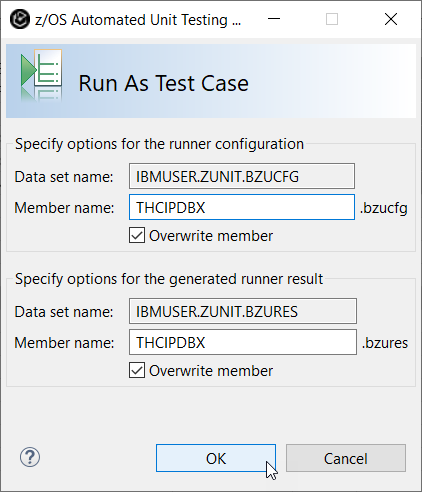 z/OS Automated Unit Testing ...
Run As Test Case
Specify options for the runner configuration
Data set name: IBMUSER.ZUNIT.BZUCFG
Member name: THCIPDBX .bzucfg
Overwrite member
Specify options for the generated runner result
Data set name: IBMUSER.ZUNIT.BZURES
Member name: THCIPDBX .bzures
Overwrite member
? OK Cancel